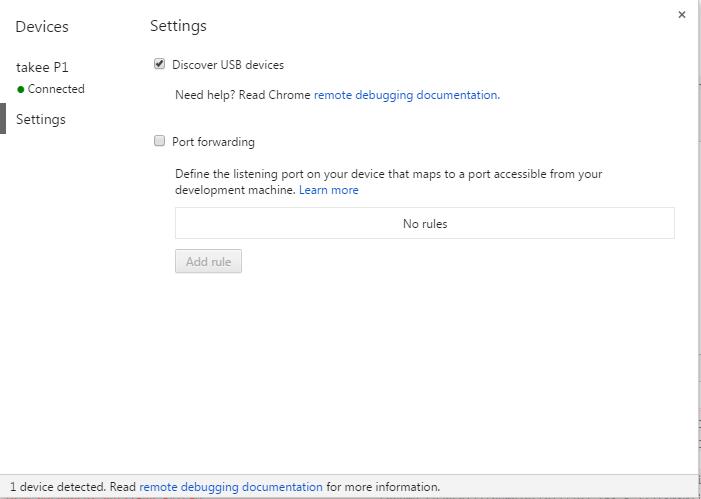 Devices
takee P1
Connected
Settings
Settings
Discover USB devices
Need help? Read Chrome remote debugging documentation.
Port forwarding
Define the listening port on your device that maps to a port accessible from your
development machine. Learn more
No rules
Add rule
1 device detected. Read remote debugging documentation for more information.